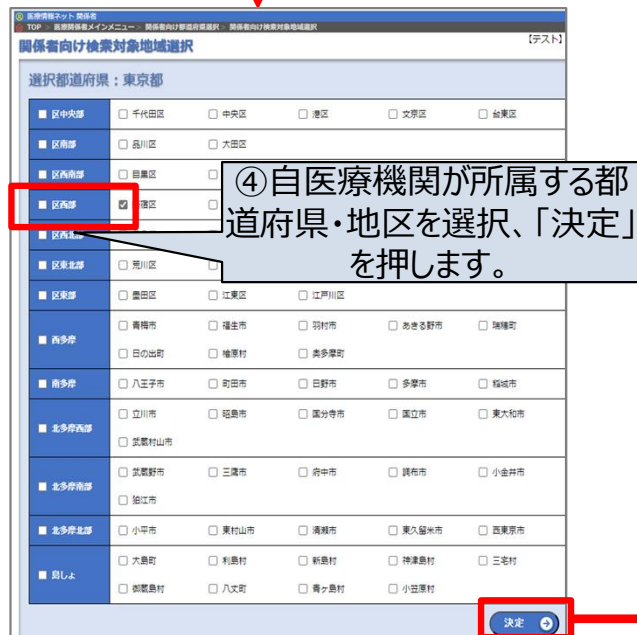 医療情報ネット 関係者
TOP > 医療関係者メインメニュー > 関係者向け都道府県選択 > 関係者向け検索対象地域選択
関係者向け検索対象地域選択 【テスト】
選択都道府県：東京都
区中央部 千代田区 中央区 港区 文京区 台東区
区南部 品川区 大田区
区西南部 目黒区
区西部 宿区
④自医療機関が所属する都
道府県・地区を選択、「決定」
を押します。
区西北部
区東北部 荒川区
区東部 墨田区 江東区 江戸川区
西多摩 青梅市 福生市 羽村市 あきる野市 瑞穂町
日の出町 檜原村 奥多摩町
南多摩 八王子市 町田市 日野市 多摩市 稲城市
北多摩西部 立川市 昭島市 国分寺市 国立市 東大和市
武蔵村山市
北多摩南部 武蔵野市 三鷹市 府中市 調布市 小金井市
狛江市
北多摩北部 小平市 東村山市 清瀬市 東久留米市 西東京市
島しょ 大島町 利島村 新島村 神津島村 三宅村
御蔵島村 八丈町 青ヶ島村 小笠原村
決定